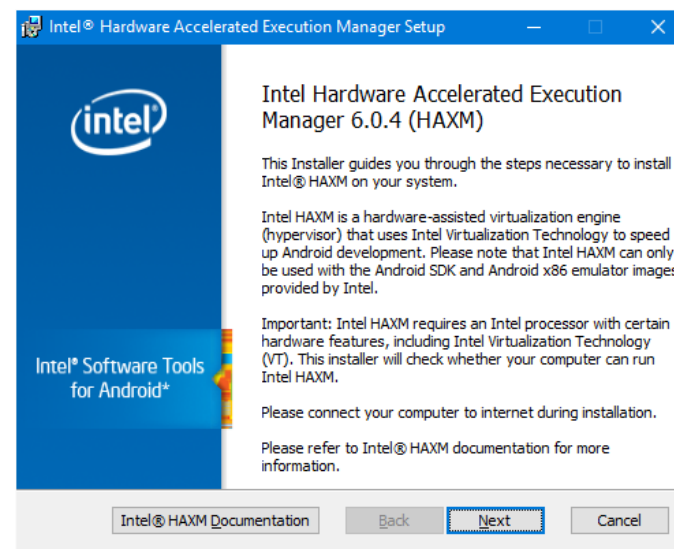 Intel® Hardware Accelerated Execution Manager Setup
intel
Intel Hardware Accelerated Execution
Manager 6.0.4 (HAXM)
This Installer guides you through the steps necessary to install
Intel® HAXM on your system.
Intel HAXM is a hardware-assisted virtualization engine
(hypervisor) that uses Intel Virtualization Technology to speed
up Android development. Please note that Intel HAXM can only
be used with the Android SDK and Android x86 emulator images
provided by Intel.
Important: Intel HAXM requires an Intel processor with certain
hardware features, including Intel Virtualization Technology
(VT). This installer will check whether your computer can run
Intel HAXM.
Please connect your computer to internet during installation.
Please refer to Intel® HAXM documentation for more
information.
Intel® Software Tools
for Android*
Intel® HAXM Documentation
Back
Next
Cancel